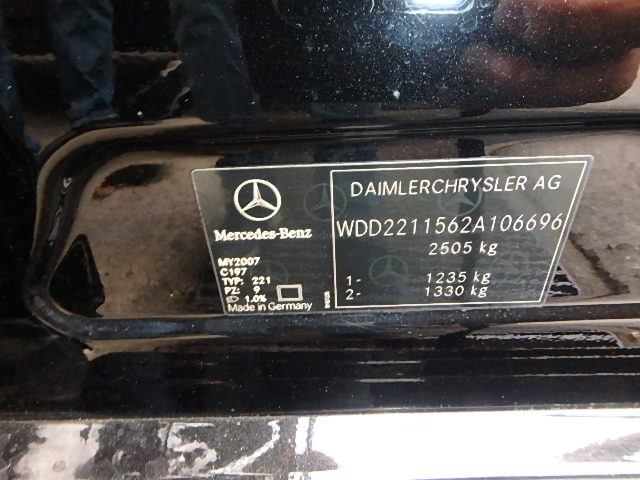 Mercedes-Benz
MY2007
C197
TYP: 221
PZ: 9
1.0%
Made in Germany
DAIMLERCHRYSLER AG
WDD2211562A106696
2505 kg
1- 1235 kg
2- 1330 kg